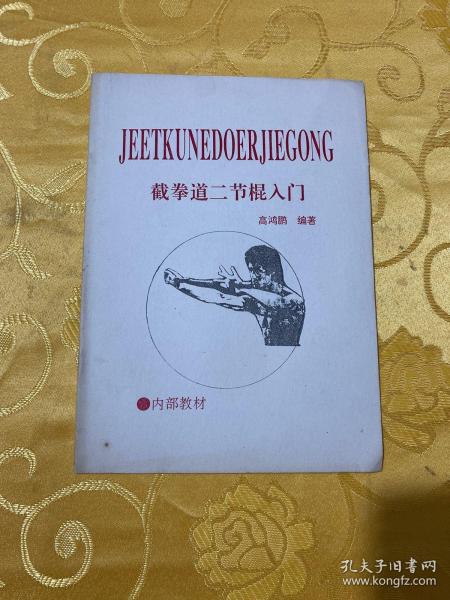 JEETKUNEDOERJIEGONG
截拳道二节棍入门
高鸿鹏 编著
内部教材
孔夫子旧书网
www.kongfz.com